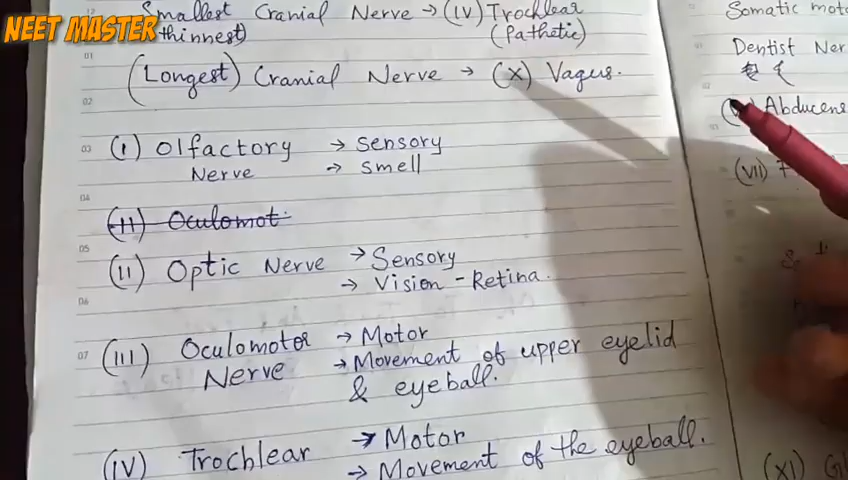 NEET MASTER
Smallest Cranial Nerve → (IV) Trochlear
(thinnest) (Pathetic)
(Longest) Cranial Nerve → (X) Vagus.
(I) Olfactory → Sensory
Nerve → Smell
(II) Oculomot.
(II) Optic Nerve → Sensory
→ Vision - Retina.
(III) Oculomotor → Motor
Nerve → Movement of upper eyelid
& eyeball.
(IV) Trochlear → Motor
→ Movement of the eyeball.
Somatic moto
Dentist Ner
Abducene
(VII)
(XI)